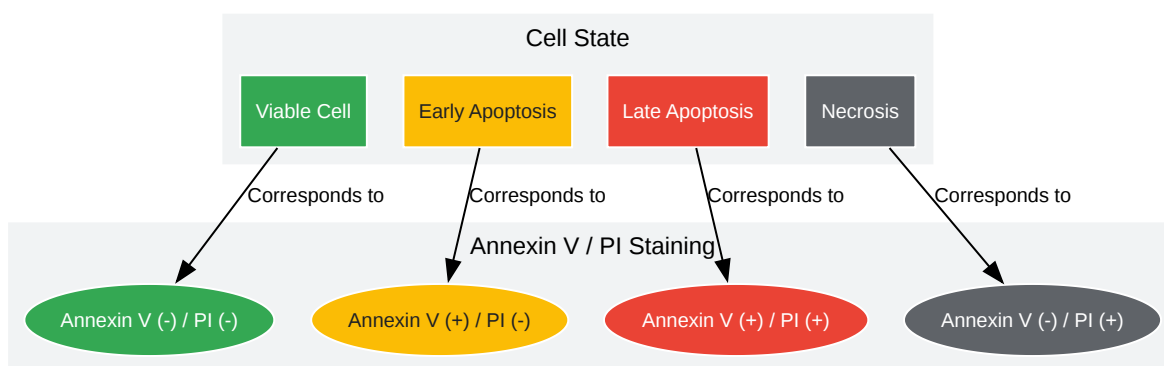 Cell State
Viable Cell
Early Apoptosis
Late Apoptosis
Necrosis
Corresponds to
Corresponds to
Corresponds to
Corresponds to
Annexin V / PI Staining
Annexin V (-) / PI (-)
Annexin V (+) / PI (-)
Annexin V (+) / PI (+)
Annexin V (-) / PI (+)